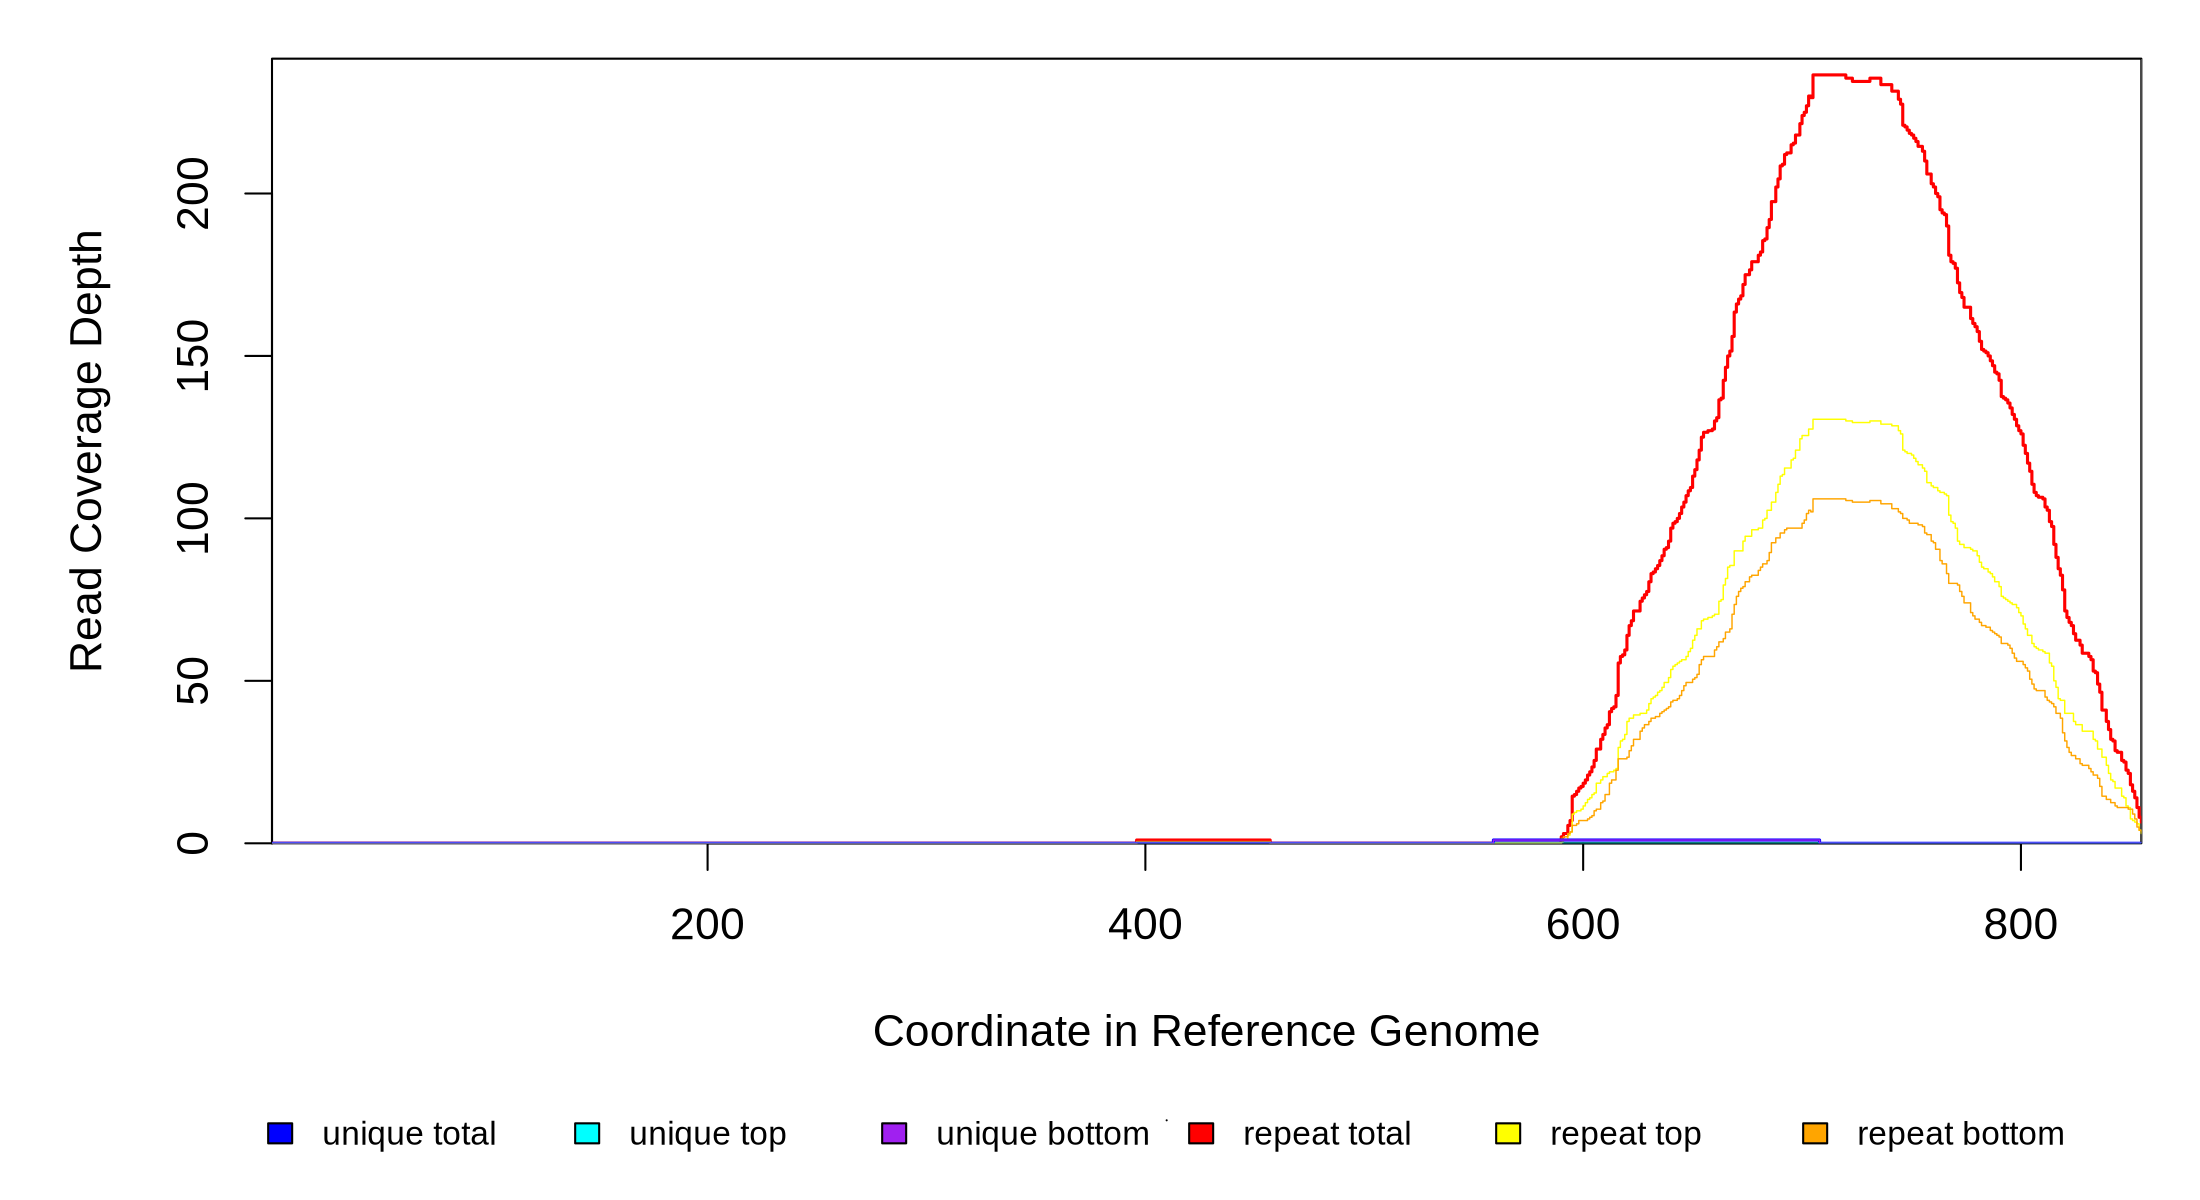 Read Coverage Depth
200
150
100
50
0
200 400 600 800
Coordinate in Reference Genome
unique total unique top unique bottom repeat total repeat top repeat bottom